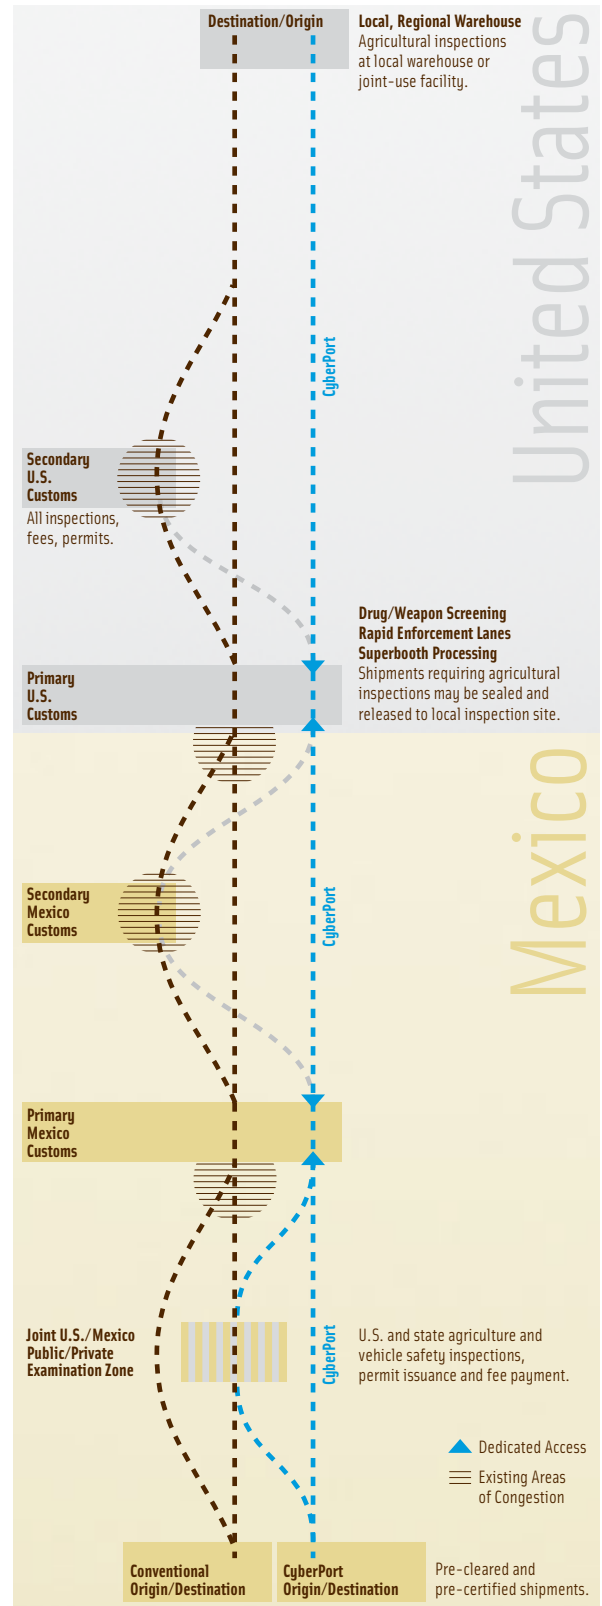 Destination/Origin
Local, Regional Warehouse
Agricultural inspections
at local warehouse or
joint-use facility.
United States
CyberPort
Secondary
U.S.
Customs
All inspections,
fees, permits.
Drug/Weapon Screening
Rapid Enforcement Lanes
Superbooth Processing
Shipments requiring agricultural
inspections may be sealed and
released to local inspection site.
Primary
U.S.
Customs
Mexico
Secondary
Mexico
Customs
CyberPort
Primary
Mexico
Customs
Joint U.S./Mexico
Public/Private
Examination Zone
CyberPort
U.S. and state agriculture and
vehicle safety inspections,
permit issuance and fee payment.
Dedicated Access
Existing Areas
of Congestion
Conventional
Origin/Destination
CyberPort
Origin/Destination
Pre-cleared and
pre-certified shipments.